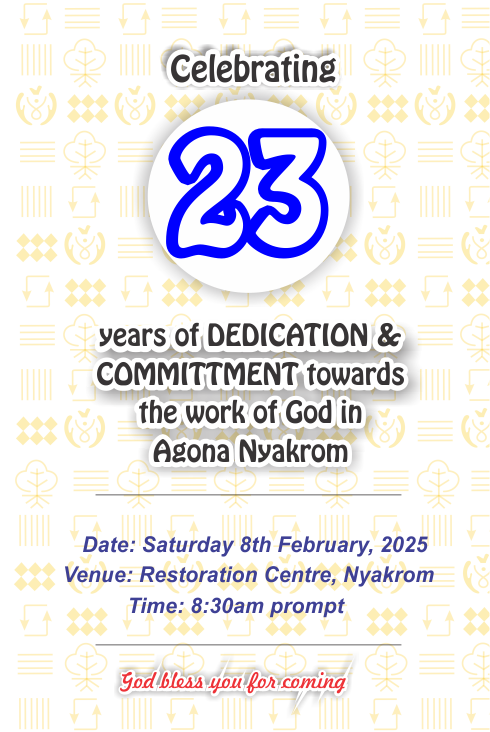 Celebrating
23
years of DEDICATION &
COMMITTMENT towards
the work of God in
Agona Nyakrom
Date: Saturday 8th February, 2025
Venue: Restoration Centre, Nyakrom
Time: 8:30am prompt
God bless you for coming